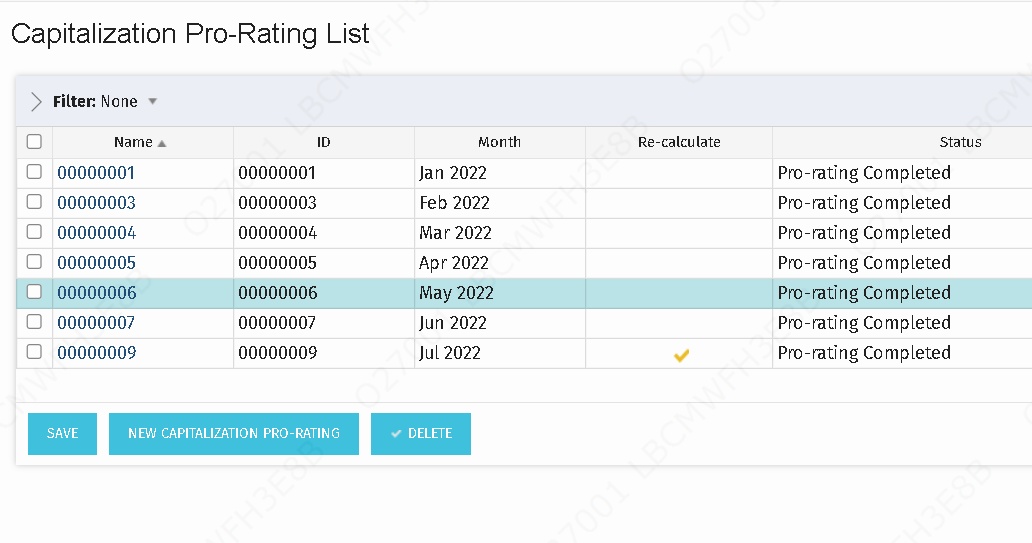 Capitalization Pro-Rating List
Filter: None
Name ID Month Re-calculate Status
00000001 00000001 Jan 2022 Pro-rating Completed
00000003 00000003 Feb 2022 Pro-rating Completed
00000004 00000004 Mar 2022 Pro-rating Completed
00000005 00000005 Apr 2022 Pro-rating Completed
00000006 00000006 May 2022 Pro-rating Completed
00000007 00000007 Jun 2022 Pro-rating Completed
00000009 00000009 Jul 2022 Pro-rating Completed
SAVE NEW CAPITALIZATION PRO-RATING DELETE
O27001 LBCMWFH3E8B